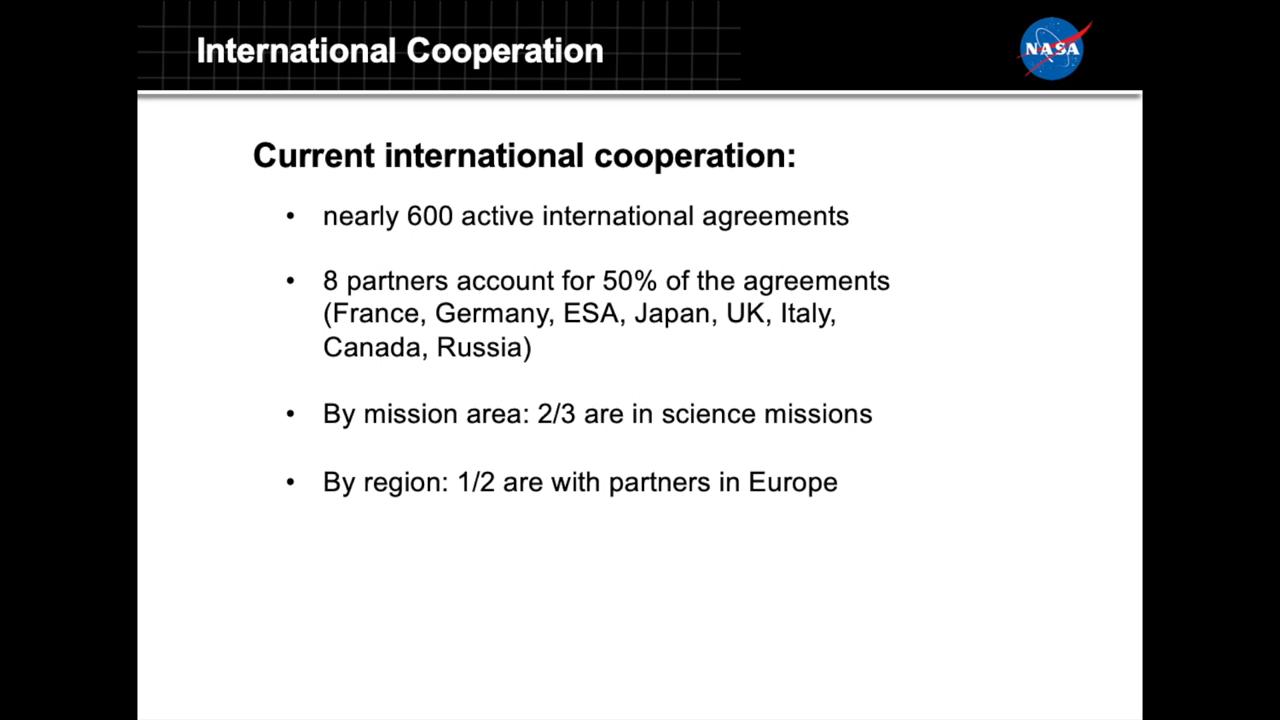 International Cooperation
NASA
Current international cooperation:
• nearly 600 active international agreements
• 8 partners account for 50% of the agreements
(France, Germany, ESA, Japan, UK, Italy,
Canada, Russia)
• By mission area: 2/3 are in science missions
• By region: 1/2 are with partners in Europe